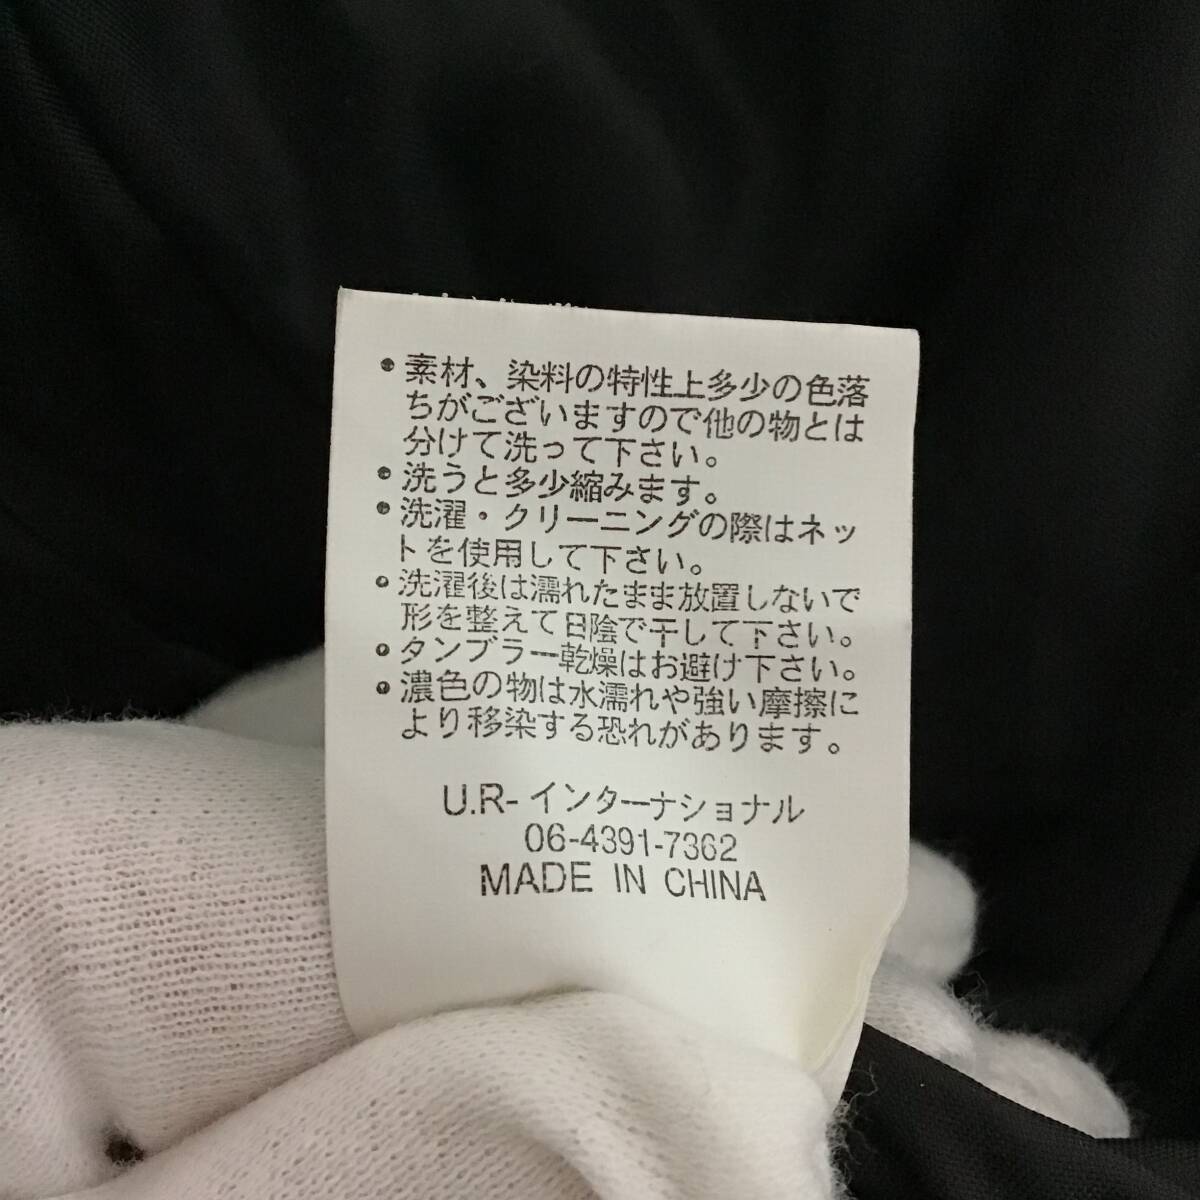 •素材、染料の特性上多少の色落
ちがございますので他の物とは
分けて洗って下さい。
•洗うと多少縮みます。
•洗濯・クリーニングの際はネッ
トを使用して下さい。
•洗濯後は濡れたまま放置しないで
形を整えて日陰で干して下さい。
•タンブラー乾燥はお避け下さい。
•濃色の物は水濡れや強い摩擦に
より移染する恐れがあります。
U.R-インターナショナル
06-4391-7362
MADE IN CHINA